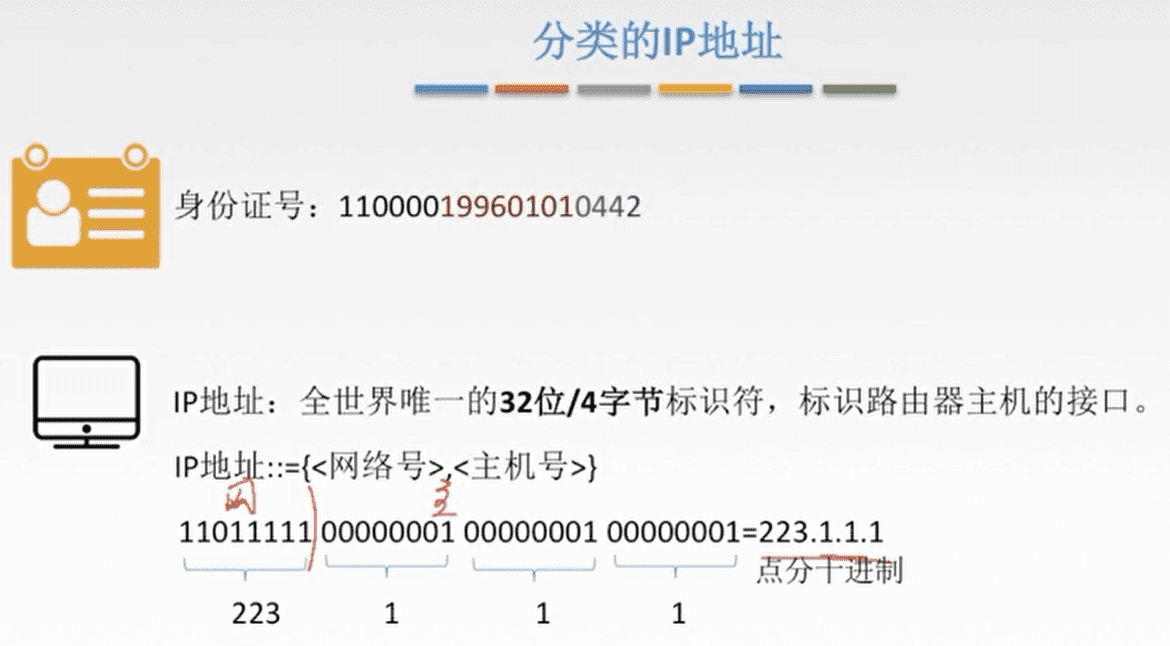 分类的IP地址
身份证号：110000199601010442
IP地址：全世界唯一的32位/4字节标识符，标识路由器主机的接口。
IP地址::={<网络号>,<主机号>}
网 主
11011111 00000001 00000001 00000001=223.1.1.1
点分十进制
223 1 1 1